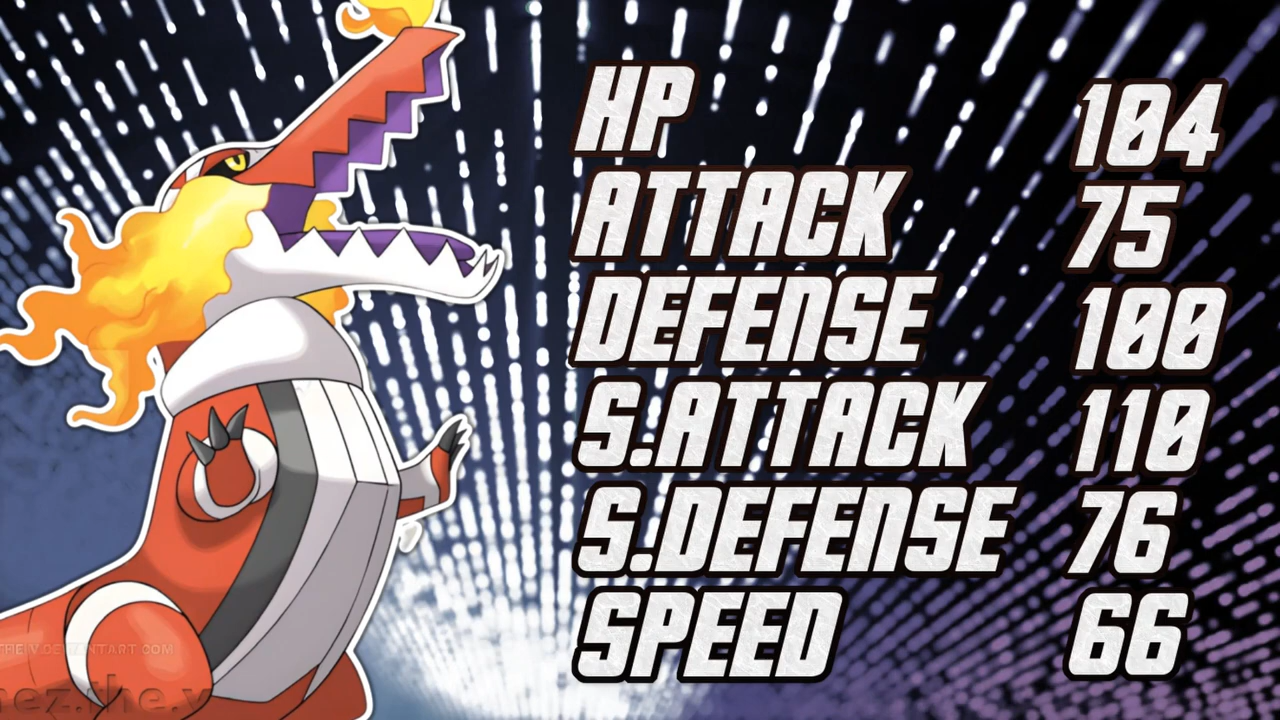 HP 104
ATTACK 75
DEFENSE 100
S.ATTACK 110
S.DEFENSE 76
SPEED 66